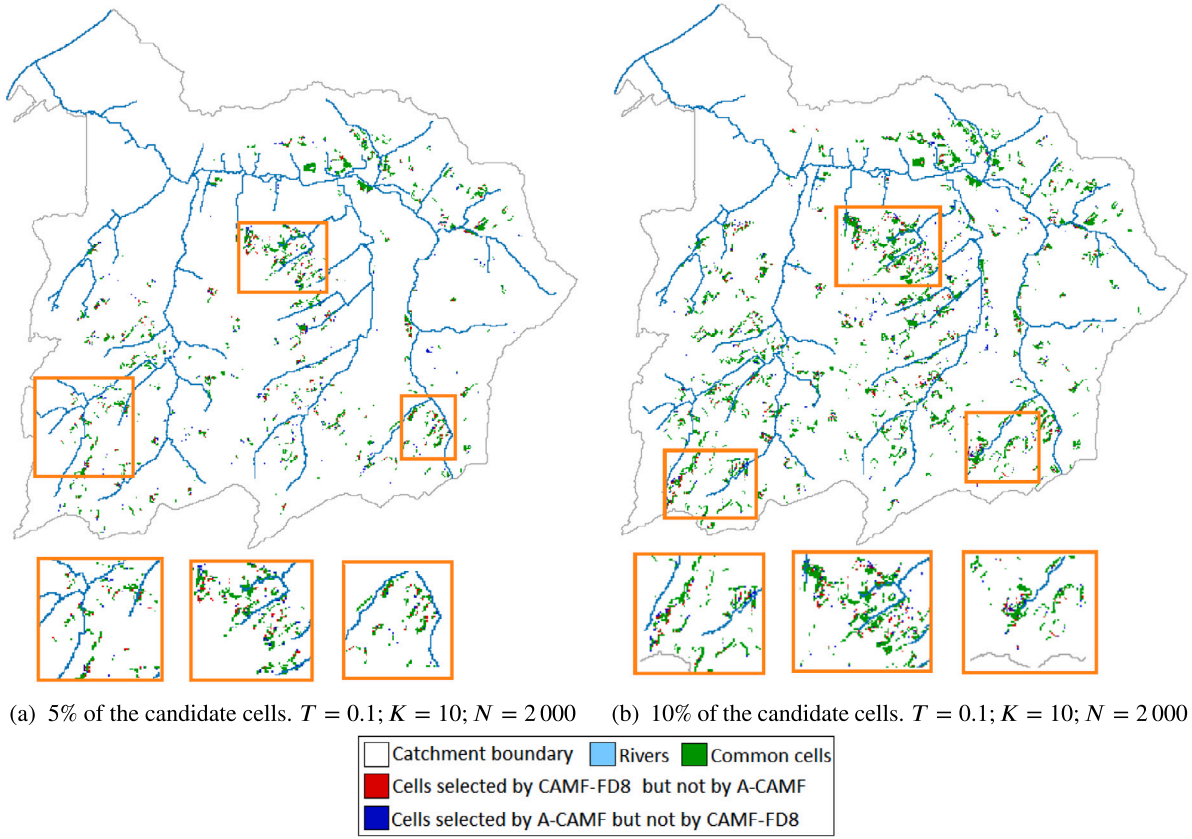 (a) 5% of the candidate cells. T = 0.1; K = 10; N = 2 000
(b) 10% of the candidate cells. T = 0.1; K = 10; N = 2 000
Catchment boundary
Rivers
Common cells
Cells selected by CAMF-FD8 but not by A-CAMF
Cells selected by A-CAMF but not by CAMF-FD8